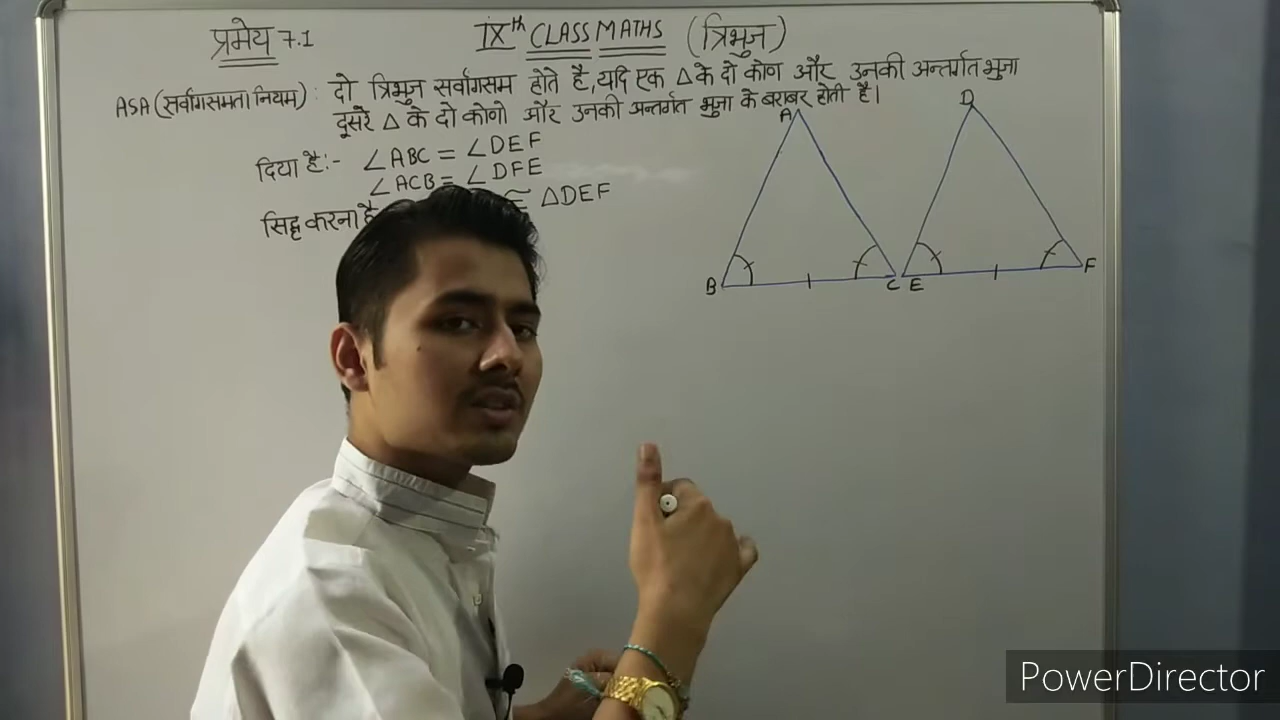 प्रमेय 7.1
IXth CLASS MATHS (त्रिभुज)
ASA (सर्वांगसमता नियम) : दो त्रिभुज सर्वांगसम होते है, यदि एक △ के दो कोण और उनकी अन्तर्गत भुजा
दूसरे △ के दो कोणो और उनकी अन्तर्गत भुजा के बराबर होती है।
दिया है:- ∠ABC = ∠DEF
∠ACB = ∠DFE
सिद्ध करना है ≅ △DEF
A
D
B
C E
F
PowerDirector